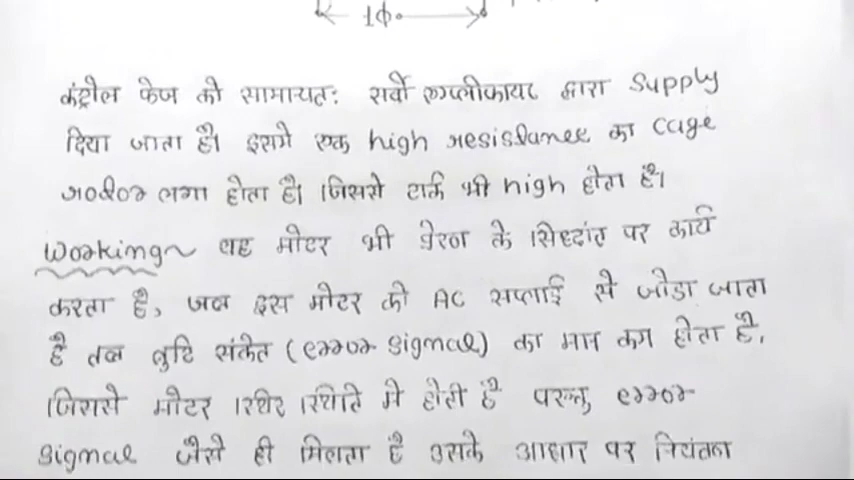 1φ
कंट्रोल फेज को सामान्यतः सर्वो एम्प्लीफायर द्वारा supply
दिया जाता है। इसमे एक high resistance का cage
rotor लगा होता है। जिससे टार्क भी high होता है।
Working~ यह मोटर भी प्रेरण के सिध्दांत पर कार्य
करता है, जब इस मोटर को AC सप्लाई से जोडा जाता
है तब त्रुटि संकेत (error signal) का मान कम होता है,
जिससे मोटर स्थिर स्थिति मे होती है परन्तु error
signal जैसे ही मिलता है उसके आधार पर नियंत्रण